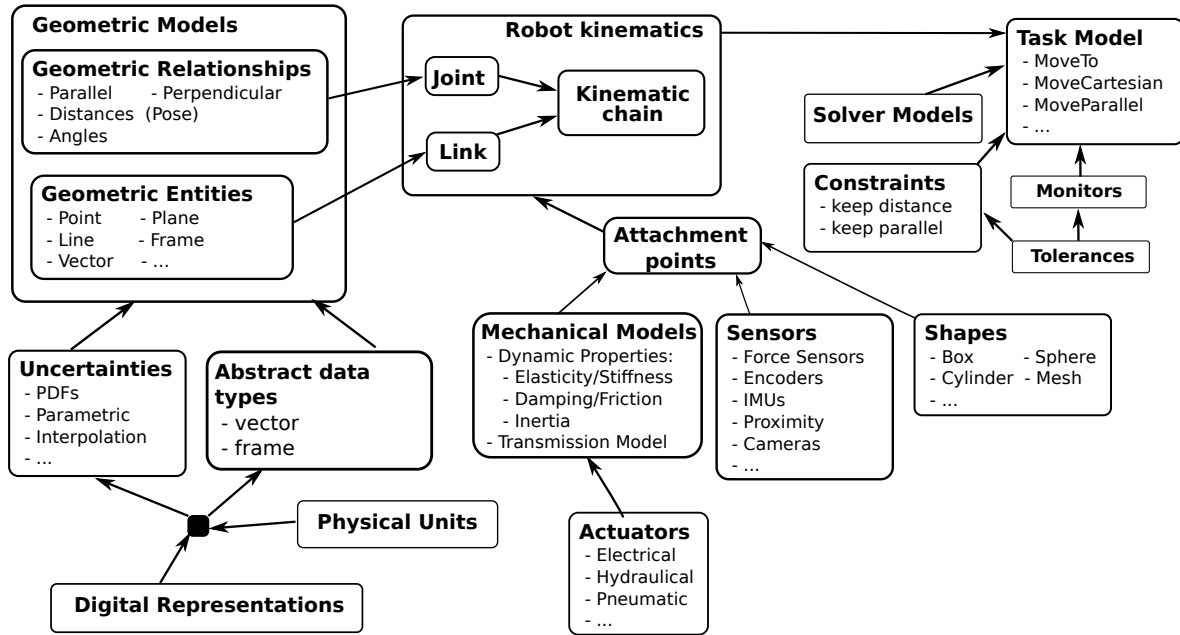 Geometric Models
Geometric Relationships
- Parallel - Perpendicular
- Distances (Pose)
- Angles
Geometric Entities
- Point - Plane
- Line - Frame
- Vector - ...
Robot kinematics
Joint
Kinematic
chain
Link
Task Model
- MoveTo
- MoveCartesian
- MoveParallel
- ...
Solver Models
Constraints
- keep distance
- keep parallel
Monitors
Tolerances
Attachment
points
Uncertainties
- PDFs
- Parametric
- Interpolation
- ...
Abstract data
types
- vector
- frame
Mechanical Models
- Dynamic Properties:
- Elasticity/Stiffness
- Damping/Friction
- Inertia
- Transmission Model
Sensors
- Force Sensors
- Encoders
- IMUs
- Proximity
- Cameras
- ...
Shapes
- Box - Sphere
- Cylinder - Mesh
- ...
Physical Units
Digital Representations
Actuators
- Electrical
- Hydraulical
- Pneumatic
- ...